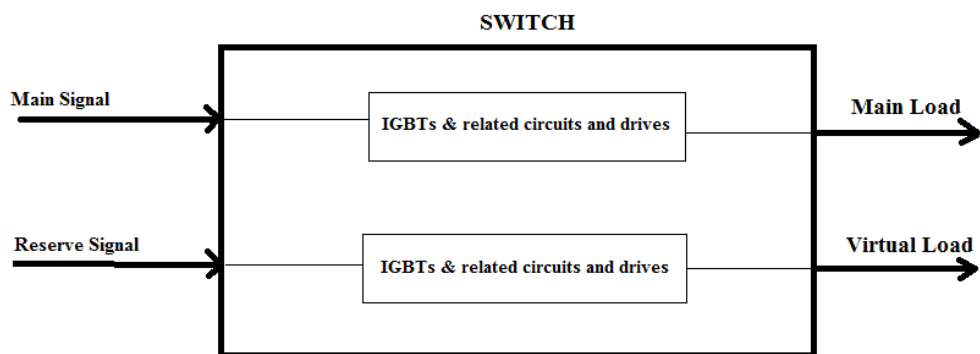 SWITCH
Main Signal
IGBTs & related circuits and drives
Main Load
Reserve Signal
IGBTs & related circuits and drives
Virtual Load